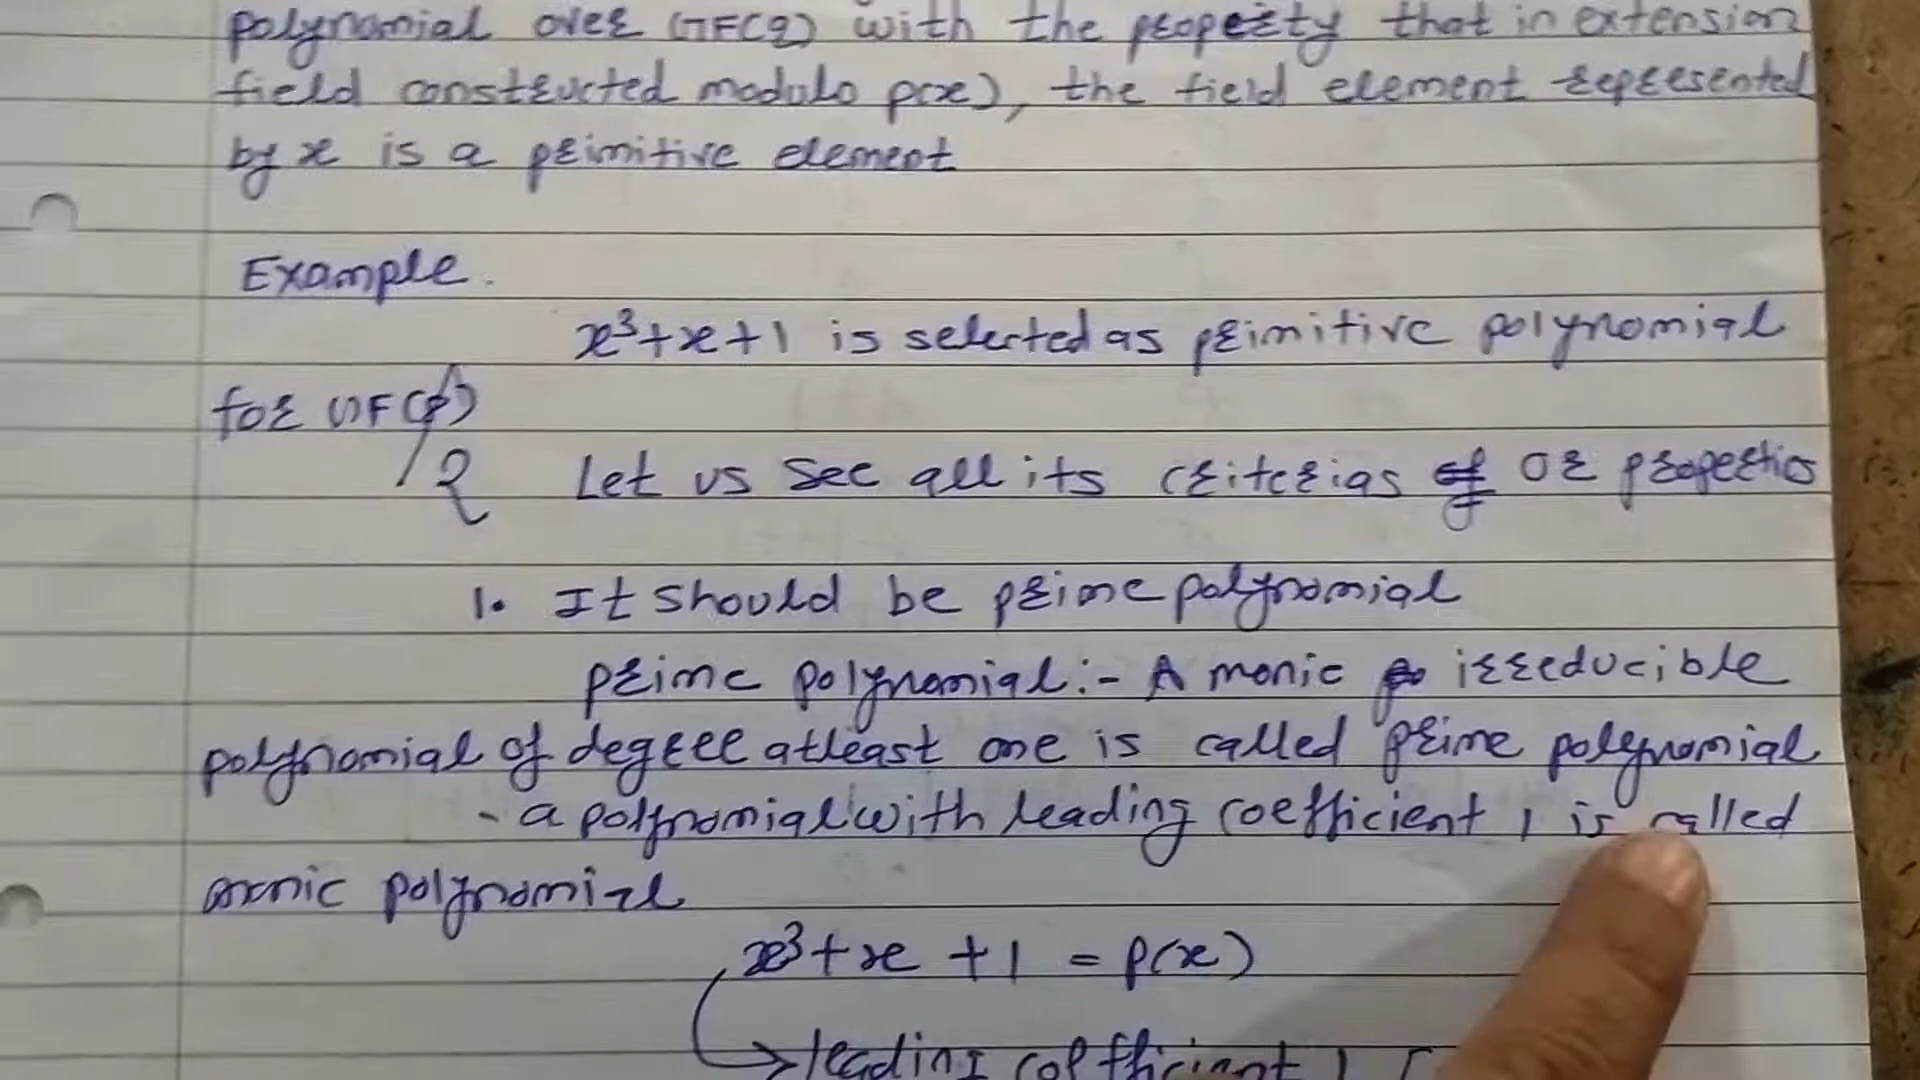 polynomial over GF(q) with the property that in extension
field constructed modulo p(x), the field element represented
by x is a primitive element
Example.
x³+x+1 is selected as primitive polynomial
for GF( )
2 Let us see all its criterias or properties
1. It should be prime polynomial
prime polynomial:- A monic irreducible
polynomial of degree atleast one is called prime polynomial
- a polynomial with leading coefficient 1 is called
monic polynomial
x³+x +1 = p(x)
→ leading coefficient 1